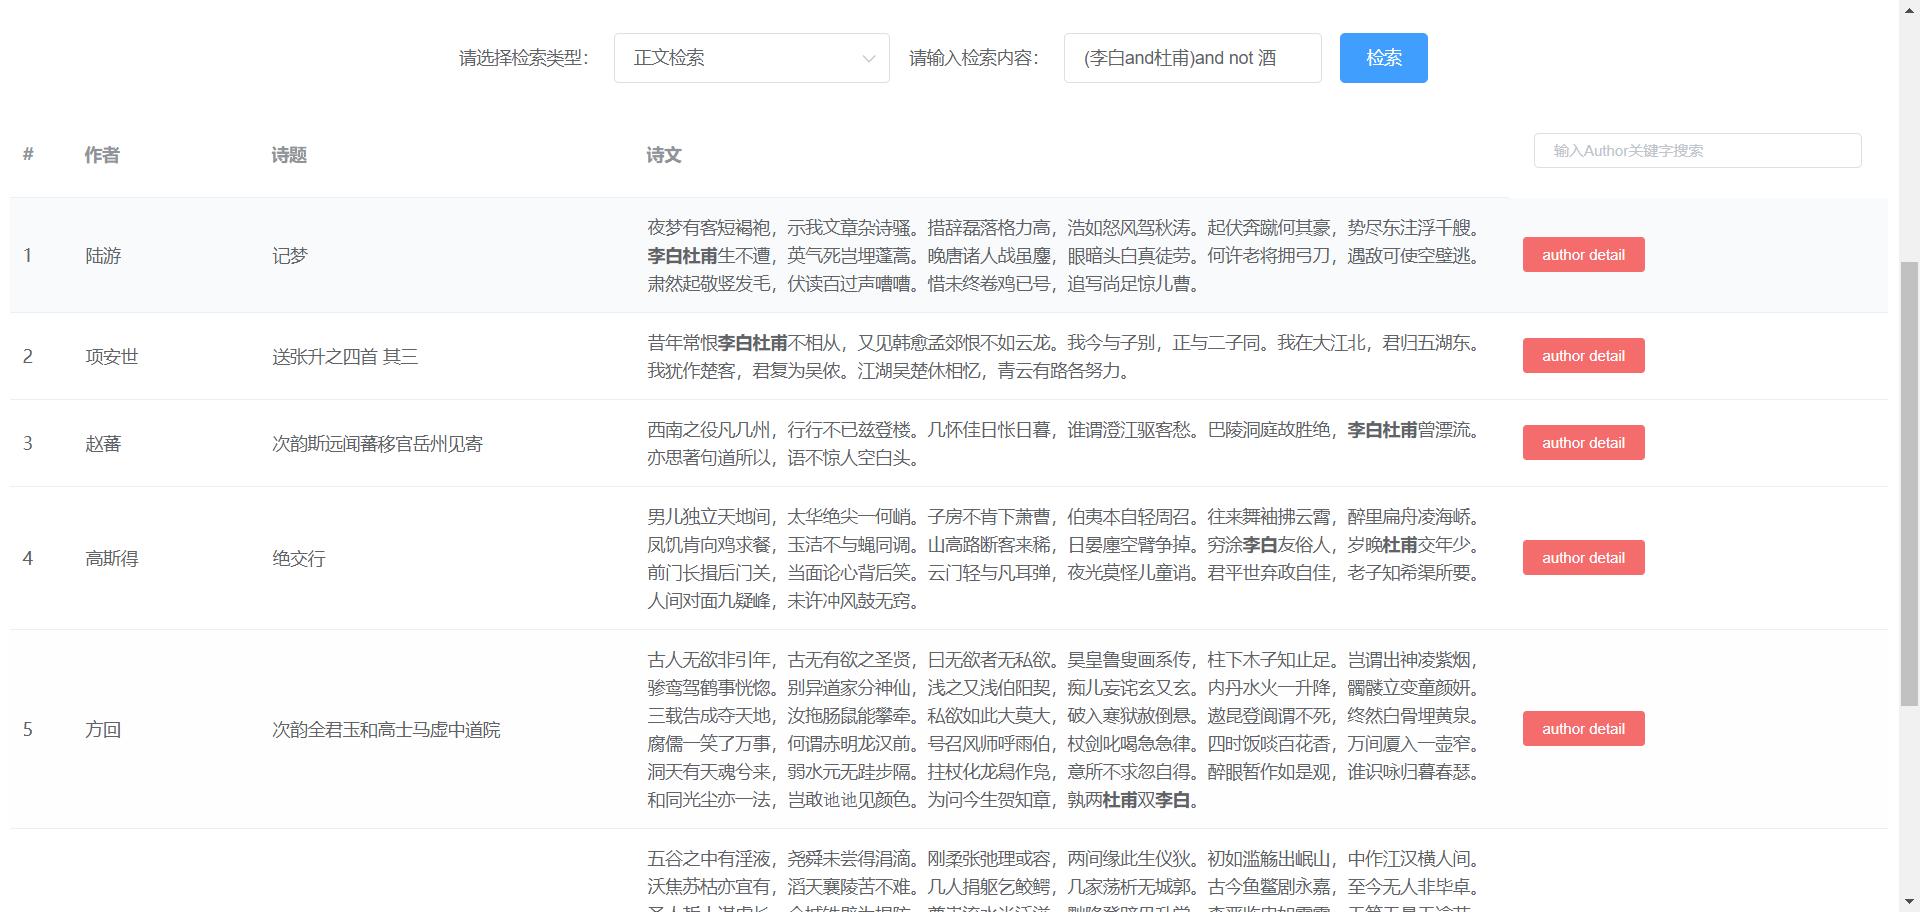 请选择检索类型： 正文检索 请输入检索内容： (李白and杜甫)and not 酒 检索
# 作者 诗题 诗文 输入Author关键字搜索
夜梦有客短褐袍，示我文章杂诗骚。措辞磊落格力高，浩如怒风驾秋涛。起伏奔蹴何其豪，势尽东注浮千艘。
1 陆游 记梦 李白杜甫生不遭，英气死岂埋蓬蒿。晚唐诸人战虽鏖，眼暗头白真徒劳。何许老将拥弓刀，遇敌可使空壁逃。 author detail
肃然起敬竖发毛，伏读百过声嘈嘈。惜未终卷鸡已号，追写尚足惊儿曹。
昔年常恨李白杜甫不相从，又见韩愈孟郊恨不如云龙。我今与子别，正与二子同。我在大江北，君归五湖东。
2 项安世 送张升之四首 其三 author detail
我犹作楚客，君复为吴侬。江湖吴楚休相忆，青云有路各努力。
西南之役凡几州，行行不已兹登楼。几怀佳日怅日暮，谁谓澄江驱客愁。巴陵洞庭故胜绝，李白杜甫曾漂流。
3 赵蕃 次韵斯远闻蕃移官岳州见寄 author detail
亦思著句道所以，语不惊人空白头。
男儿独立天地间，太华绝尖一何峭。子房不肯下萧曹，伯夷本自轻周召。往来舞袖拂云霄，醉里扁舟凌海峤。
凤饥肯向鸡求餐，玉洁不与蝇同调。山高路断客来稀，日晏廛空臂争掉。穷涂李白友俗人，岁晚杜甫交年少。
4 高斯得 绝交行 author detail
前门长揖后门关，当面论心背后笑。云门轻与凡耳弹，夜光莫怪儿童诮。君平世弃政自佳，老子知希渠所要。
人间对面九疑峰，未许冲风鼓无窍。
古人无欲非引年，古无有欲之圣贤，曰无欲者无私欲。昊皇鲁叟画系传，柱下木子知止足。岂谓出神凌紫烟，
骖鸾驾鹤事恍惚。别异道家分神仙，浅之又浅伯阳契，痴儿妄诧玄又玄。内丹水火一升降，髑髅立变童颜妍。
三载告成夺天地，汝拖肠鼠能攀牵。私欲如此大莫大，破入寒狱赦倒悬。遨昆登阆谓不死，终然白骨埋黄泉。
5 方回 次韵全君玉和高士马虚中道院 author detail
腐儒一笑了万事，何谓赤明龙汉前。号召风师呼雨伯，杖剑叱喝急急律。四时饭啖百花香，万间厦入一壶窄。
洞天有天魂兮来，弱水元无跬步隔。拄杖化龙舄作凫，意所不求忽自得。醉眼暂作如是观，谁识咏归暮春瑟。
和同光尘亦一法，岂敢訑訑见颜色。为问今生贺知章，孰两杜甫双李白。
五谷之中有淫液，尧舜未尝得涓滴。刚柔张弛理或容，两间缘此生仪狄。初如滥觞出岷山，中作江汉横人间。
沃焦苏枯亦宜有，滔天襄陵苦不难。几人捐躯乞鲛鳄，几家荡析无城郭。古今鱼鳖剧永嘉，至今无人非毕卓。